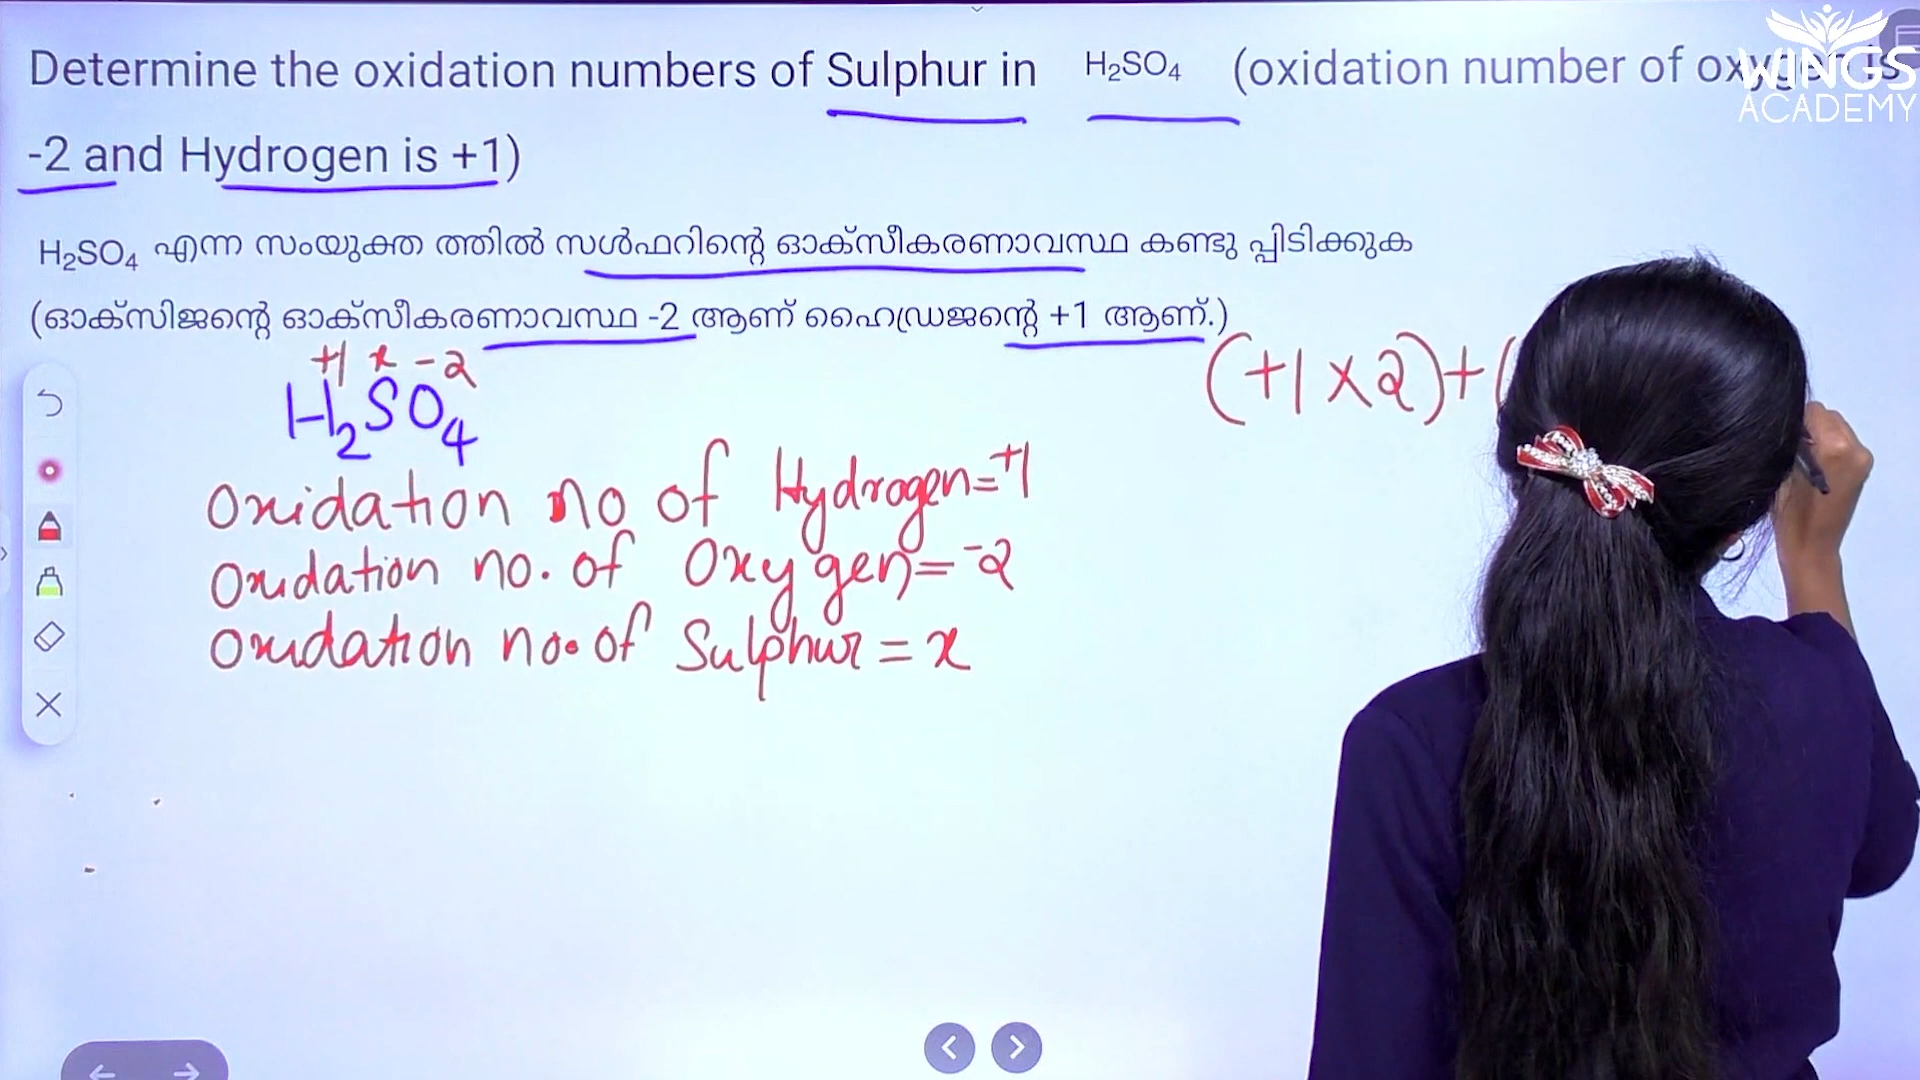 Determine the oxidation numbers of Sulphur in H₂SO₄ (oxidation number of oxygen is
-2 and Hydrogen is +1)
H₂SO₄ എന്ന സംയുക്ത ത്തിൽ സൾഫറിന്റെ ഓക്സീകരണാവസ്ഥ കണ്ടു പ്പിടിക്കുക
(ഓക്സിജന്റെ ഓക്സീകരണാവസ്ഥ -2 ആണ് ഹൈഡ്രജന്റെ +1 ആണ്.)
+1 x -2
H₂SO₄
(+1×2)+(
Oxidation no of Hydrogen=+1
Oxidation no. of Oxygen=-2
Oxidation no. of Sulphur = x
WINGS
ACADEMY